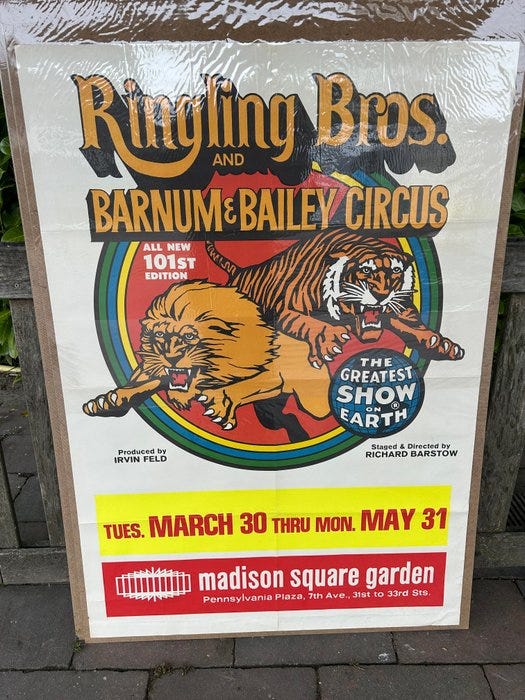 Ringling Bros.
AND
BARNUM & BAILEY CIRCUS
ALL NEW
101ST
EDITION
THE
GREATEST
SHOW
ON
EARTH ®
Produced by
IRVIN FELD
Staged & Directed by
RICHARD BARSTOW
TUES. MARCH 30 THRU MON. MAY 31
madison square garden
Pennsylvania Plaza, 7th Ave., 31st to 33rd Sts.